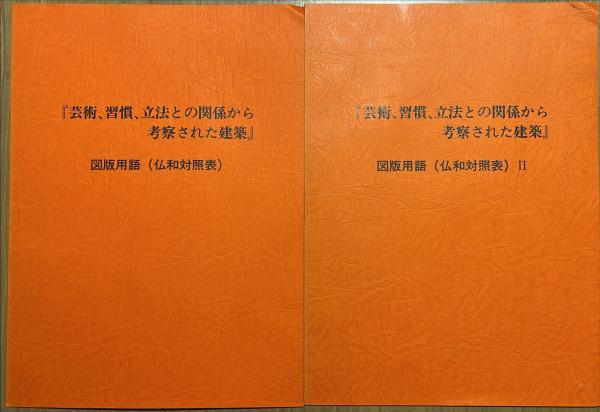 『芸術、習慣、立法との関係から
考察された建築』
図版用語（仏和対照表）
『芸術、習慣、立法との関係から
考察された建築』
図版用語（仏和対照表）II